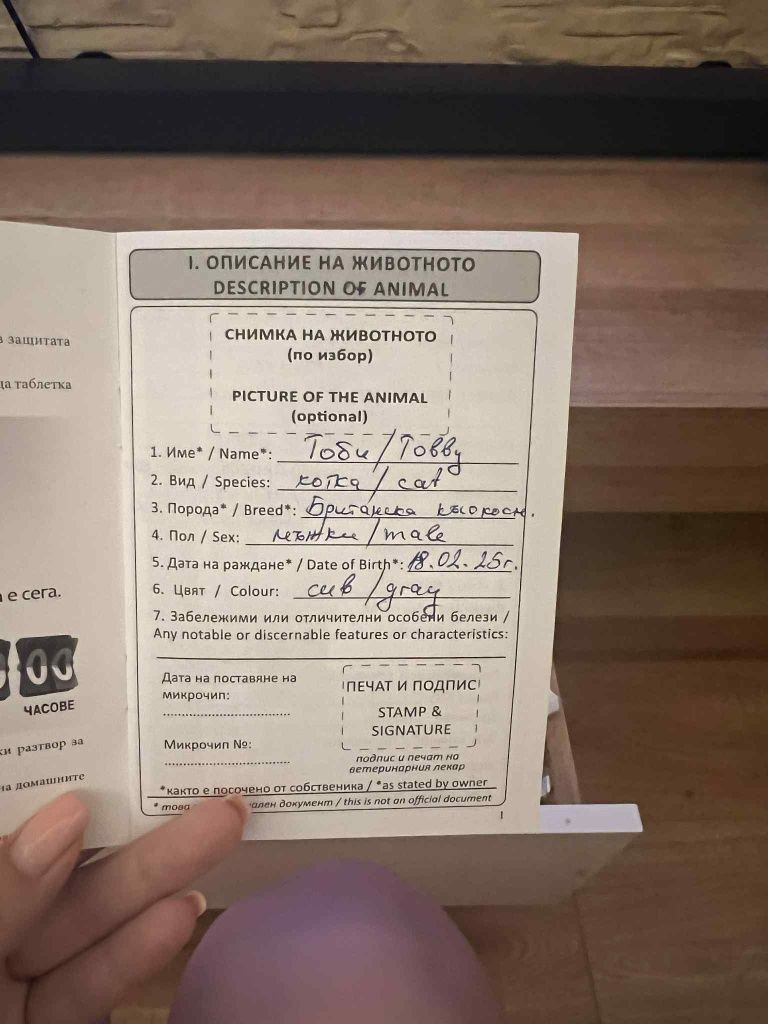 в защитата
ца таблетка
е сега.
00
ЧАСОВЕ
ки разтвор за
на домашните
I. ОПИСАНИЕ НА ЖИВОТНОТО
DESCRIPTION OF ANIMAL
СНИМКА НА ЖИВОТНОТО
(по избор)
PICTURE OF THE ANIMAL
(optional)
1. Име* / Name*: Тоби / Tobby
2. Вид / Species: котка / cat
3. Порода* / Breed*: Британска късокосм.
4. Пол / Sex: мъжки / male
5. Дата на раждане* / Date of Birth*: 18.02.25г.
6. Цвят / Colour: сив / gray
7. Забележими или отличителни особени белези /
Any notable or discernable features or characteristics:
Дата на поставяне на
микрочип:
Микрочип №:
ПЕЧАТ И ПОДПИС
STAMP &
SIGNATURE
подпис и печат на
ветеринарния лекар
*както е посочено от собственика / *as stated by owner
* това документ / this is not an official document
1